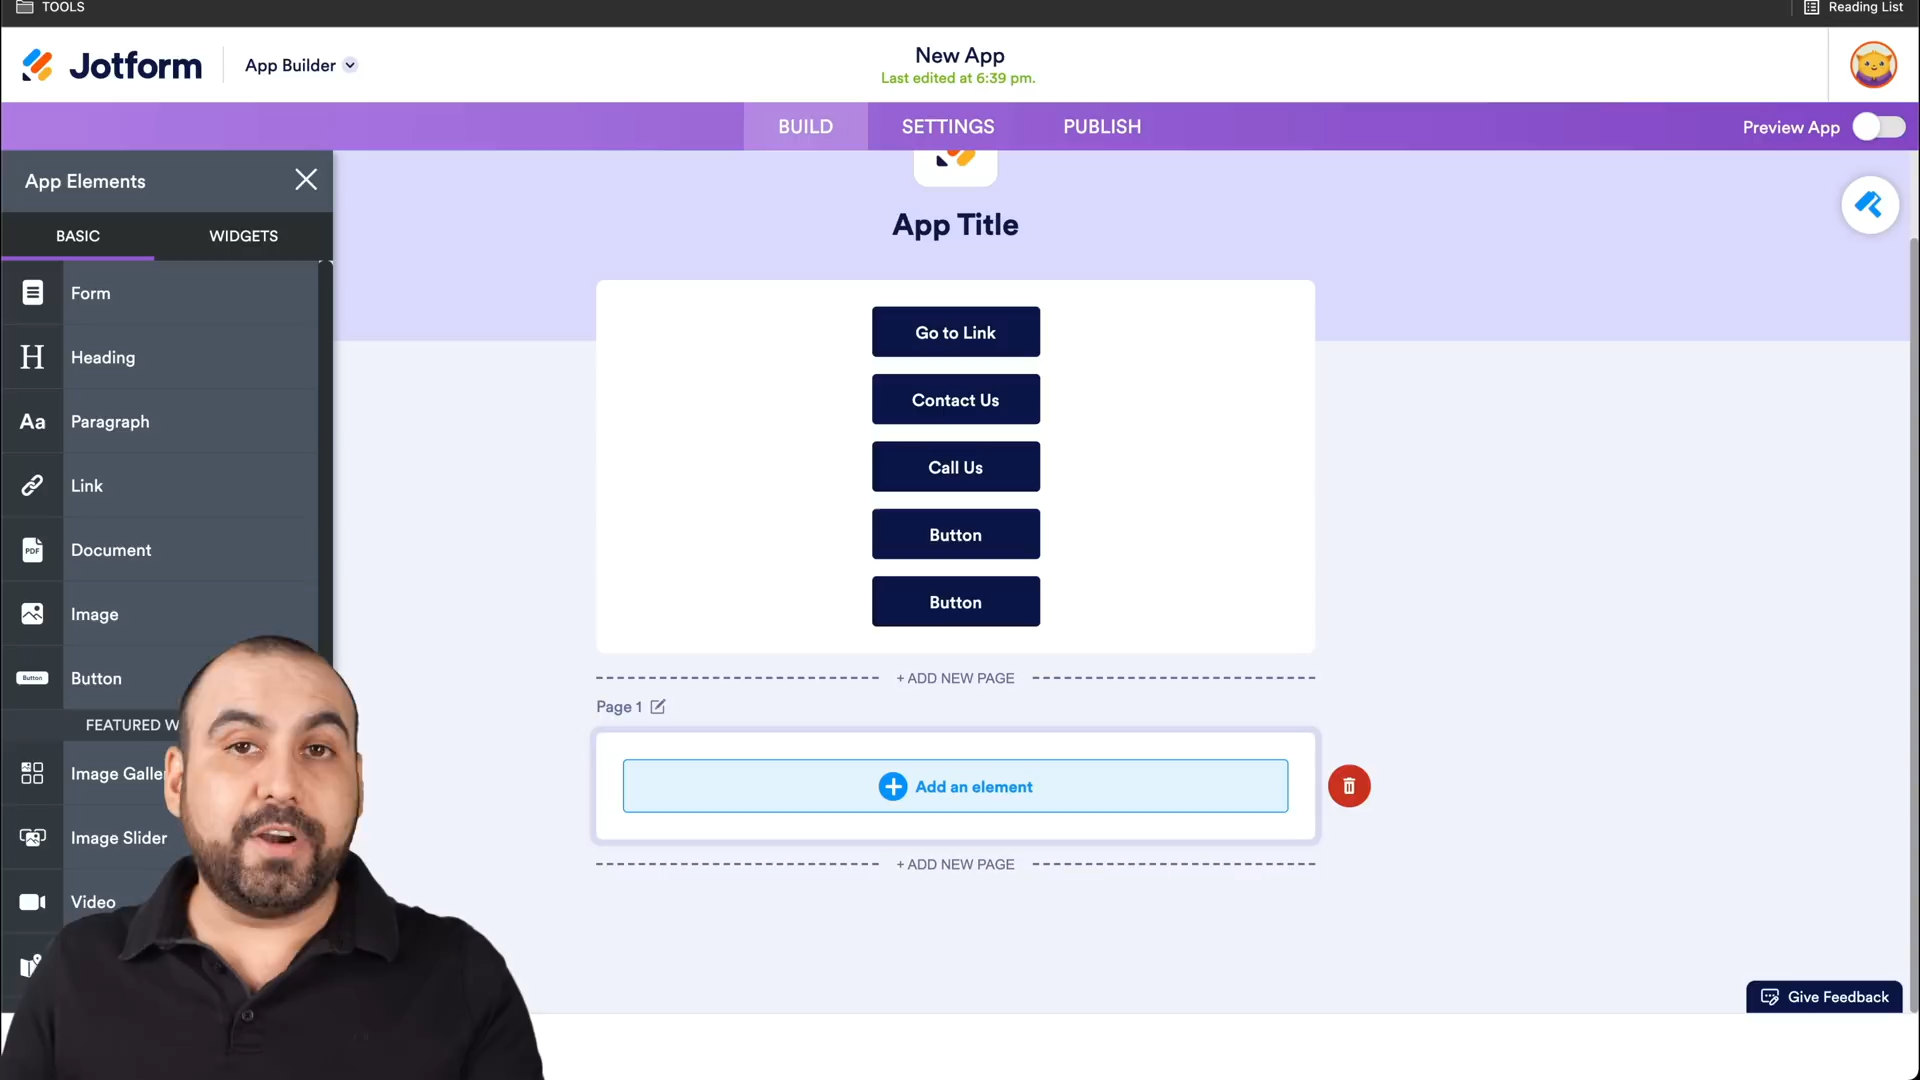 TOOLS
Reading List
Jotform
App Builder
New App
Last edited at 6:39 pm.
BUILD
SETTINGS
PUBLISH
Preview App
App Elements
BASIC
WIDGETS
Form
Heading
Paragraph
Link
Document
Image
Button
FEATURED W
Image Galle
Image Slider
Video
H
Aa
PDF
Button
App Title
Go to Link
Contact Us
Call Us
Button
Button
+ ADD NEW PAGE
Page 1
Add an element
+ ADD NEW PAGE
Give Feedback